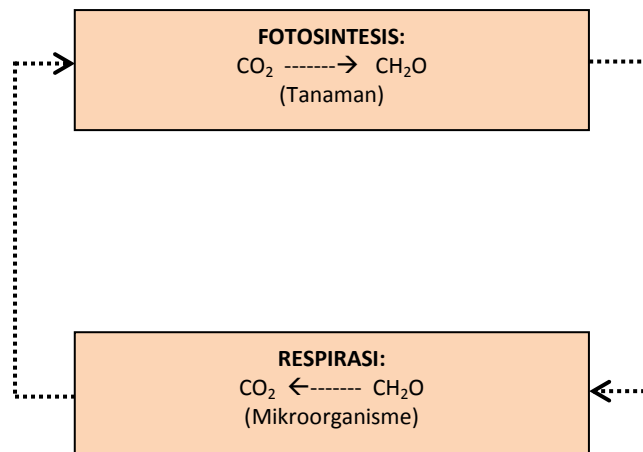 FOTOSINTESIS:
CO₂ -------→ CH₂O
(Tanaman)
RESPIRASI:
CO₂ ←------- CH₂O
(Mikroorganisme)